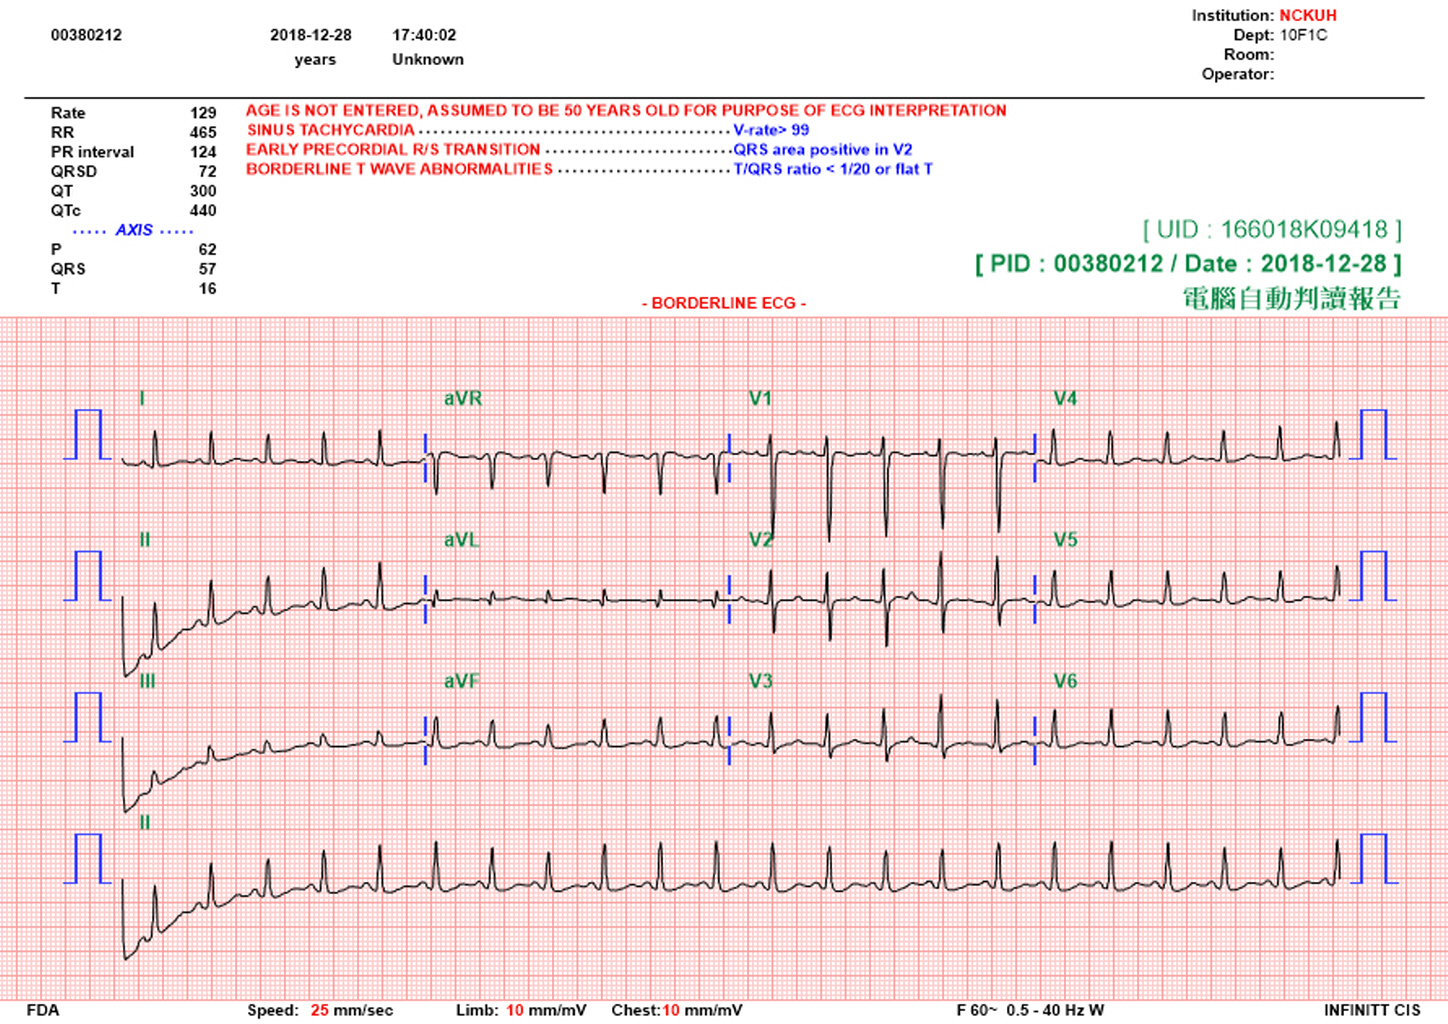 Institution: NCKUH
00380212 2018-12-28 17:40:02 Dept: 10F1C
years Unknown Room:
Operator:
Rate 129 AGE IS NOT ENTERED, ASSUMED TO BE 50 YEARS OLD FOR PURPOSE OF ECG INTERPRETATION
RR 465 SINUS TACHYCARDIA V-rate> 99
PR interval 124 EARLY PRECORDIAL R/S TRANSITION QRS area positive in V2
QRSD 72 BORDERLINE T WAVE ABNORMALITIES T/QRS ratio < 1/20 or flat T
QT 300
QTc 440
····· AXIS ·····
P 62
QRS 57
T 16
[ UID : 166018K09418 ]
[ PID : 00380212 / Date : 2018-12-28 ]
電腦自動判讀報告
- BORDERLINE ECG -
I aVR V1 V4
II aVL V2 V5
III aVF V3 V6
II
FDA Speed: 25 mm/sec Limb: 10 mm/mV Chest:10 mm/mV F 60~ 0.5 - 40 Hz W INFINITT CIS